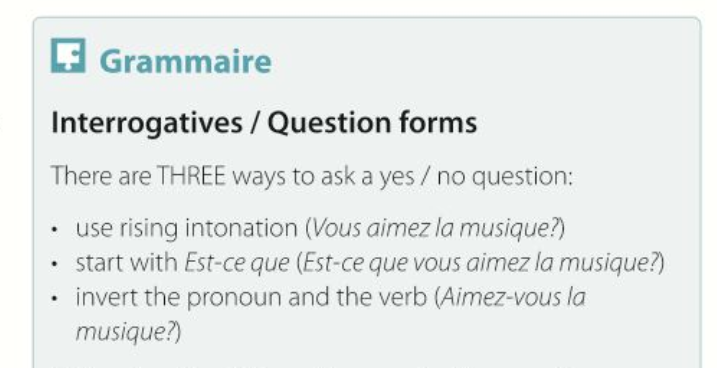 Grammaire
Interrogatives / Question forms
There are THREE ways to ask a yes / no question:
• use rising intonation (Vous aimez la musique?)
• start with Est-ce que (Est-ce que vous aimez la musique?)
• invert the pronoun and the verb (Aimez-vous la
musique?)